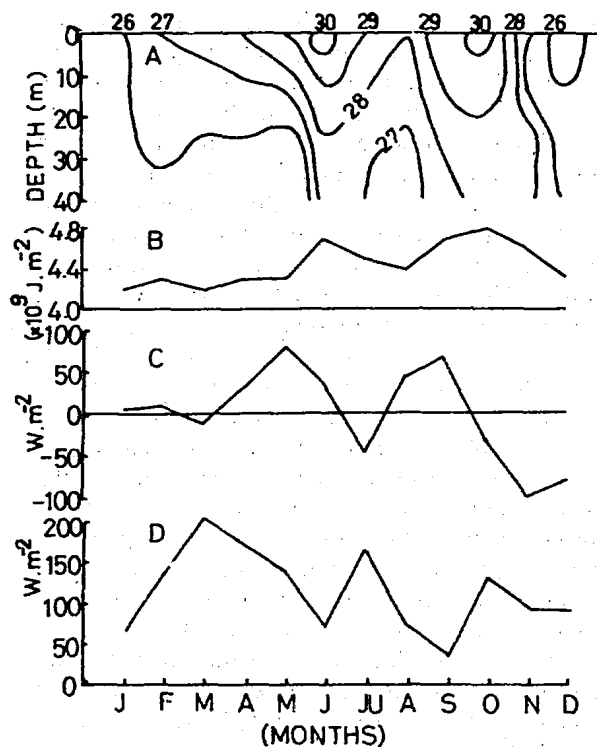 26 27 30 29 29 30 28 26
A
0
10
20
30
40
DEPTH (m)
28
27
B
4.8
4.4
4.0
(×10⁹ J.m⁻²)
C
100
50
0
-50
-100
W.m⁻²
D
200
150
100
50
0
W.m⁻²
J F M A M J JU A S O N D
(MONTHS)